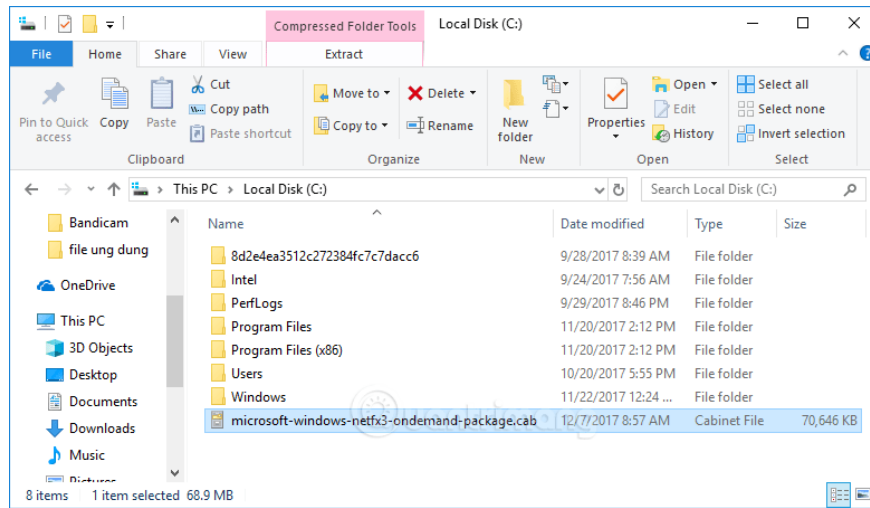 Compressed Folder Tools Local Disk (C:)
File Home Share View Extract
Pin to Quick access
Copy
Paste
Cut
Copy path
Paste shortcut
Move to
Copy to
Delete
Rename
New folder
Properties
Open
Edit
History
Select all
Select none
Invert selection
Clipboard Organize New Open Select
This PC > Local Disk (C:) Search Local Disk (C:)
Bandicam
file ung dung
OneDrive
This PC
3D Objects
Desktop
Documents
Downloads
Music
Pictures
Name Date modified Type Size
8d2e4ea3512c272384fc7c7dacc6 9/28/2017 8:39 AM File folder
Intel 9/24/2017 7:56 AM File folder
PerfLogs 9/29/2017 8:46 PM File folder
Program Files 11/20/2017 2:12 PM File folder
Program Files (x86) 11/20/2017 2:12 PM File folder
Users 10/20/2017 5:55 PM File folder
Windows 11/22/2017 12:24 ... File folder
microsoft-windows-netfx3-ondemand-package.cab 12/7/2017 8:57 AM Cabinet File 70,646 KB
uantrimang
8 items 1 item selected 68.9 MB